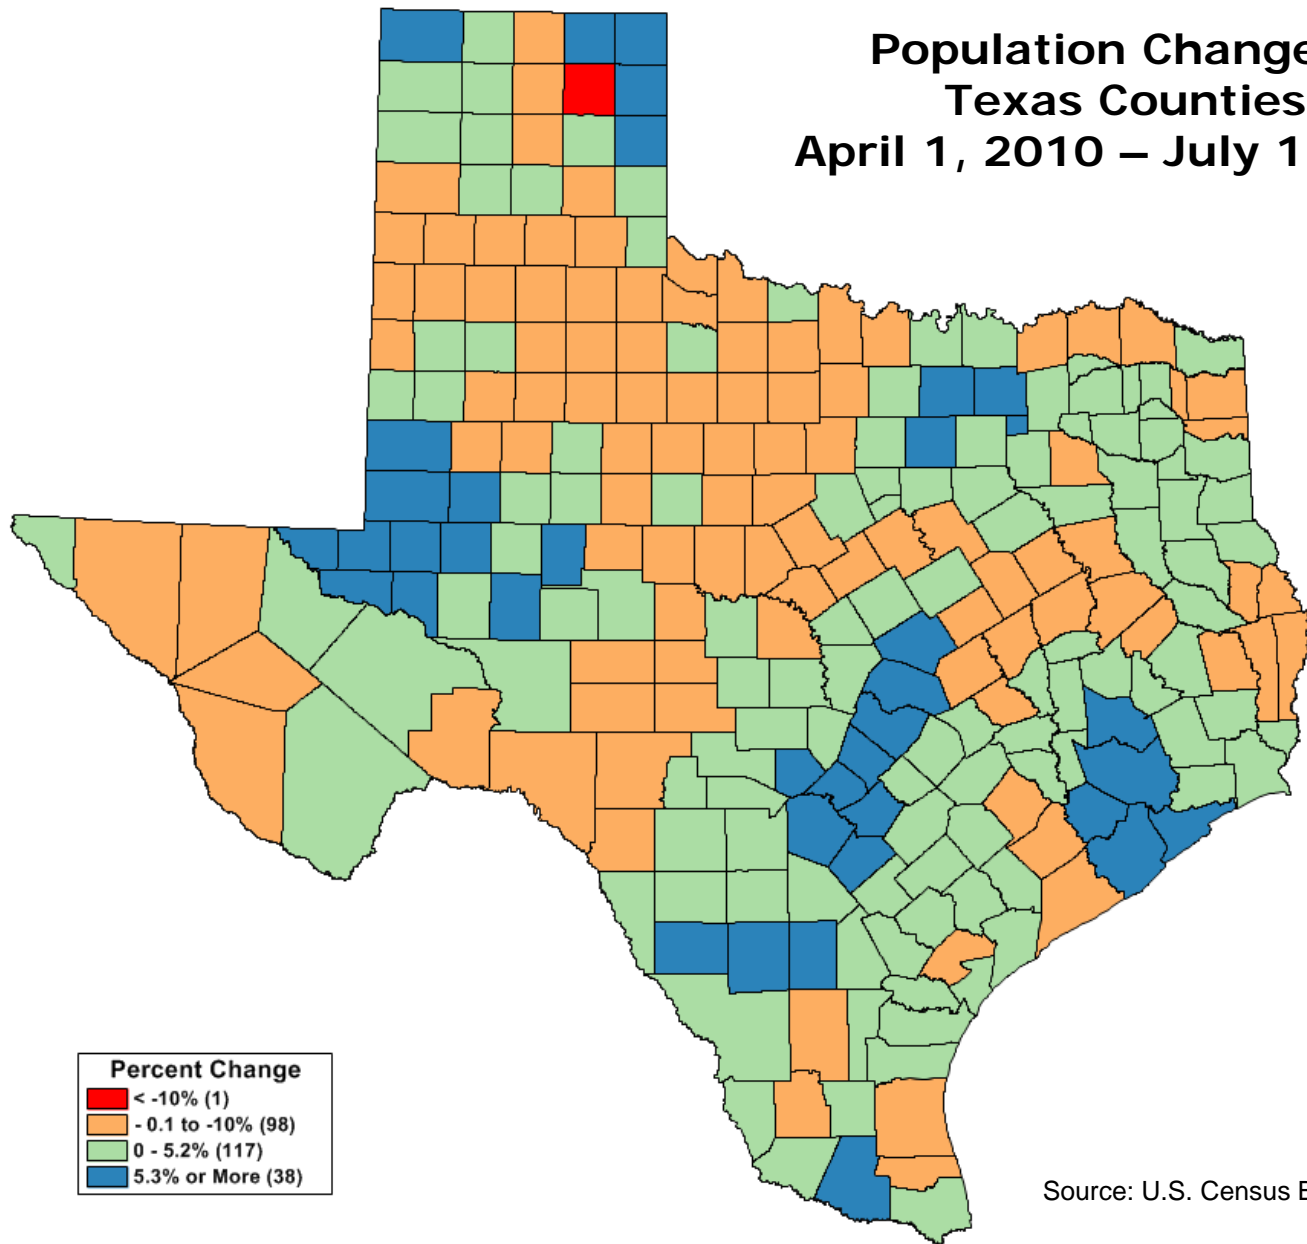 Population Change
Texas Counties
April 1, 2010 – July 1
Percent Change
< -10% (1)
- 0.1 to -10% (98)
0 - 5.2% (117)
5.3% or More (38)
Source: U.S. Census